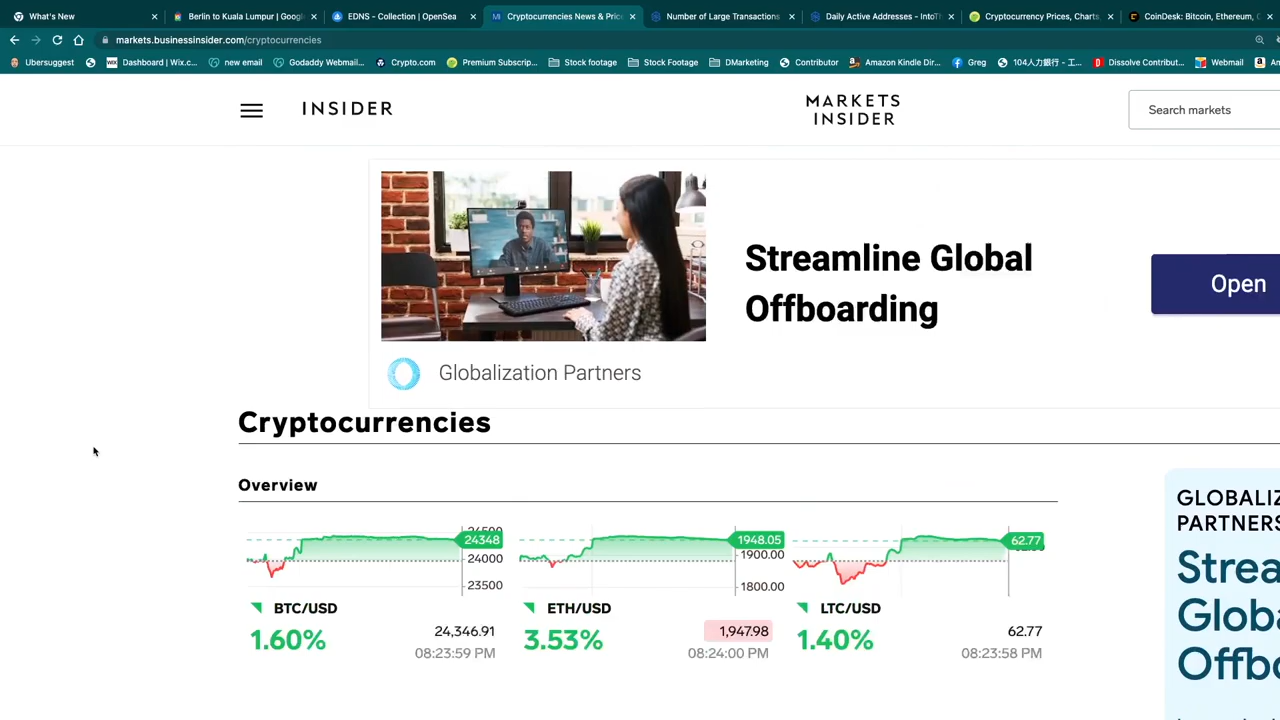 What's New
Berlin to Kuala Lumpur | Googl
EDNS - Collection | OpenSea
Cryptocurrencies News & Price
Number of Large Transactions
Daily Active Addresses - IntoTh
Cryptocurrency Prices, Charts,
CoinDesk: Bitcoin, Ethereum, C
markets.businessinsider.com/cryptocurrencies
Ubersuggest
WIX Dashboard | Wix.c...
new email
Godaddy Webmail...
Crypto.com
Premium Subscrip...
Stock footage
Stock Footage
DMarketing
Contributor
Amazon Kindle Dir...
Greg
104人力銀行 - 工...
Dissolve Contribut...
Webmail
Am
INSIDER
MARKETS
INSIDER
Search markets
Streamline Global
Offboarding
Open
Globalization Partners
Cryptocurrencies
Overview
24500
24348
24000
23500
1948.05
1900.00
1800.00
62.77
BTC/USD
1.60%
24,346.91
08:23:59 PM
ETH/USD
3.53%
1,947.98
08:24:00 PM
LTC/USD
1.40%
62.77
08:23:58 PM
GLOBALIZ
PARTNERS
Strea
Globa
Offbo